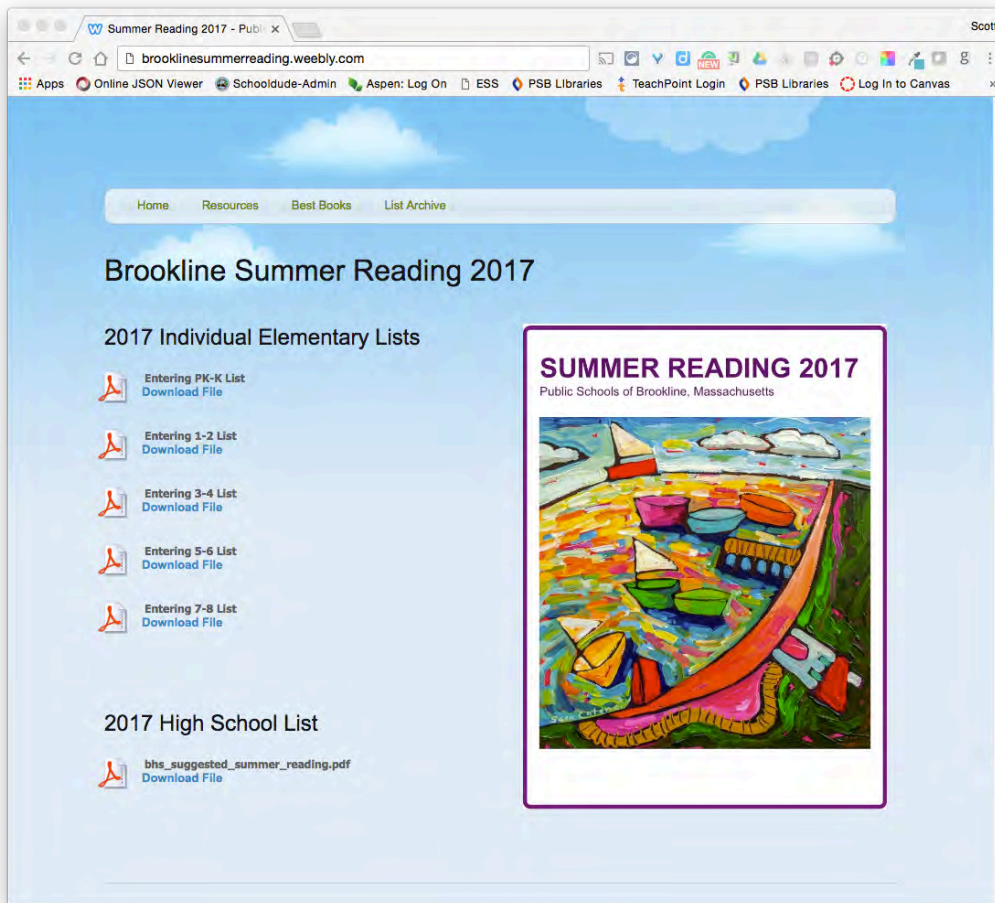 Summer Reading 2017 - Publ
Scott
brooklinesummerreading.weebly.com
NEW
Apps Online JSON Viewer Schooldude-Admin Aspen: Log On ESS PSB LIbraries TeachPoint Login PSB Libraries Log In to Canvas
Home Resources Best Books List Archive
Brookline Summer Reading 2017
2017 Individual Elementary Lists
Entering PK-K List
Download File
Entering 1-2 List
Download File
Entering 3-4 List
Download File
Entering 5-6 List
Download File
Entering 7-8 List
Download File
2017 High School List
bhs_suggested_summer_reading.pdf
Download File
SUMMER READING 2017
Public Schools of Brookline, Massachusetts